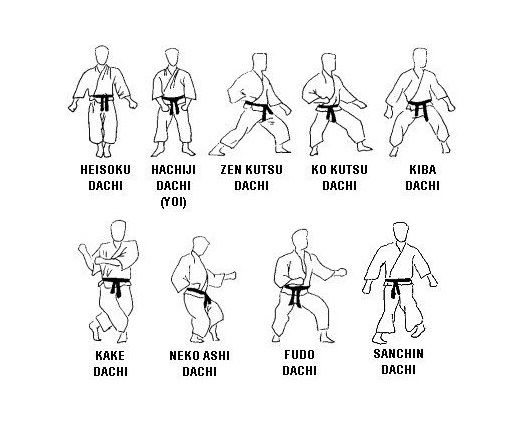 HEISOKU
DACHI
HACHIJI
DACHI
(YOI)
ZEN KUTSU
DACHI
KO KUTSU
DACHI
KIBA
DACHI
KAKE
DACHI
NEKO ASHI
DACHI
FUDO
DACHI
SANCHIN
DACHI